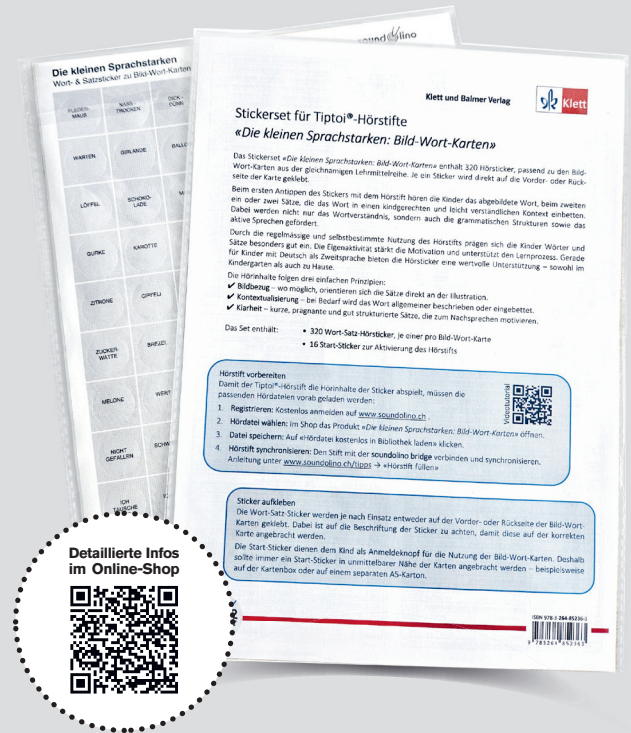 soundolino
Die kleinen Sprachstarken
Wort- & Satzsticker zu Bild-Wort-Karten
FLEDER-
MAUS
NASS
TROCKEN
DICK -
DÜNN
WARTEN
GIRLANDE
LÖFFEL
SCHOKO-
LADE
GURKE
KAROTTE
ZITRONE
GIPFELI
ZUCKER-
WATTE
BREZEL
MELONE
NICHT
GEFALLEN
ICH
TAUSCHE
Klett und Balmer Verlag
Klett
Stickerset für Tiptoi®-Hörstifte
«Die kleinen Sprachstarken: Bild-Wort-Karten»
Das Stickerset «Die kleinen Sprachstarken: Bild-Wort-Karten» enthält 320 Hörsticker, passend zu den Bild-
Wort-Karten aus der gleichnamigen Lehrmittelreihe. Je ein Sticker wird direkt auf die Vorder- oder Rück-
seite der Karte geklebt.
Beim ersten Antippen des Stickers mit dem Hörstift hören die Kinder das abgebildete Wort, beim zweiten
ein oder zwei Sätze, die das Wort in einen kindgerechten und leicht verständlichen Kontext einbetten.
Dabei werden nicht nur das Wortverständnis, sondern auch die grammatischen Strukturen sowie das
aktive Sprechen gefördert.
Durch die regelmässige und selbstbestimmte Nutzung des Hörstifts prägen sich die Kinder Wörter und
Sätze besonders gut ein. Die Eigenaktivität stärkt die Motivation und unterstützt den Lernprozess. Gerade
für Kinder mit Deutsch als Zweitsprache bieten die Hörsticker eine wertvolle Unterstützung – sowohl im
Kindergarten als auch zu Hause.
Die Hörinhalte folgen drei einfachen Prinzipien:
✔ Bildbezug – wo möglich, orientieren sich die Sätze direkt an der Illustration.
✔ Kontextualisierung – bei Bedarf wird das Wort allgemeiner beschrieben oder eingebettet.
✔ Klarheit – kurze, prägnante und gut strukturierte Sätze, die zum Nachsprechen motivieren.
Das Set enthält: • 320 Wort-Satz-Hörsticker, je einer pro Bild-Wort-Karte
• 16 Start-Sticker zur Aktivierung des Hörstifts
Hörstift vorbereiten
Damit der Tiptoi®-Hörstift die Hörinhalte der Sticker abspielt, müssen die
passenden Hördateien vorab geladen werden:
1. Registrieren: Kostenlos anmelden auf www.soundolino.ch .
2. Hördatei wählen: Im Shop das Produkt «Die kleinen Sprachstarken: Bild-Wort-Karten» öffnen.
3. Datei speichern: Auf «Hördatei kostenlos in Bibliothek laden» klicken.
4. Hörstift synchronisieren: Den Stift mit der soundolino bridge verbinden und synchronisieren.
Anleitung unter www.soundolino.ch/tipps → «Hörstift füllen»
Videotutorial
Sticker aufkleben
Die Wort-Satz-Sticker werden je nach Einsatz entweder auf der Vorder- oder Rückseite der Bild-Wort-
Karten geklebt. Dabei ist auf die Beschriftung der Sticker zu achten, damit diese auf der korrekten
Karte angebracht werden.
Die Start-Sticker dienen dem Kind als Anmeldeknopf für die Nutzung der Bild-Wort-Karten. Deshalb
sollte immer ein Start-Sticker in unmittelbarer Nähe der Karten angebracht werden – beispielsweise
auf der Kartenbox oder auf einem separaten A5-Karton.
ISBN 978-3-264-85236-3
9 783264 852363
Detaillierte Infos
im Online-Shop